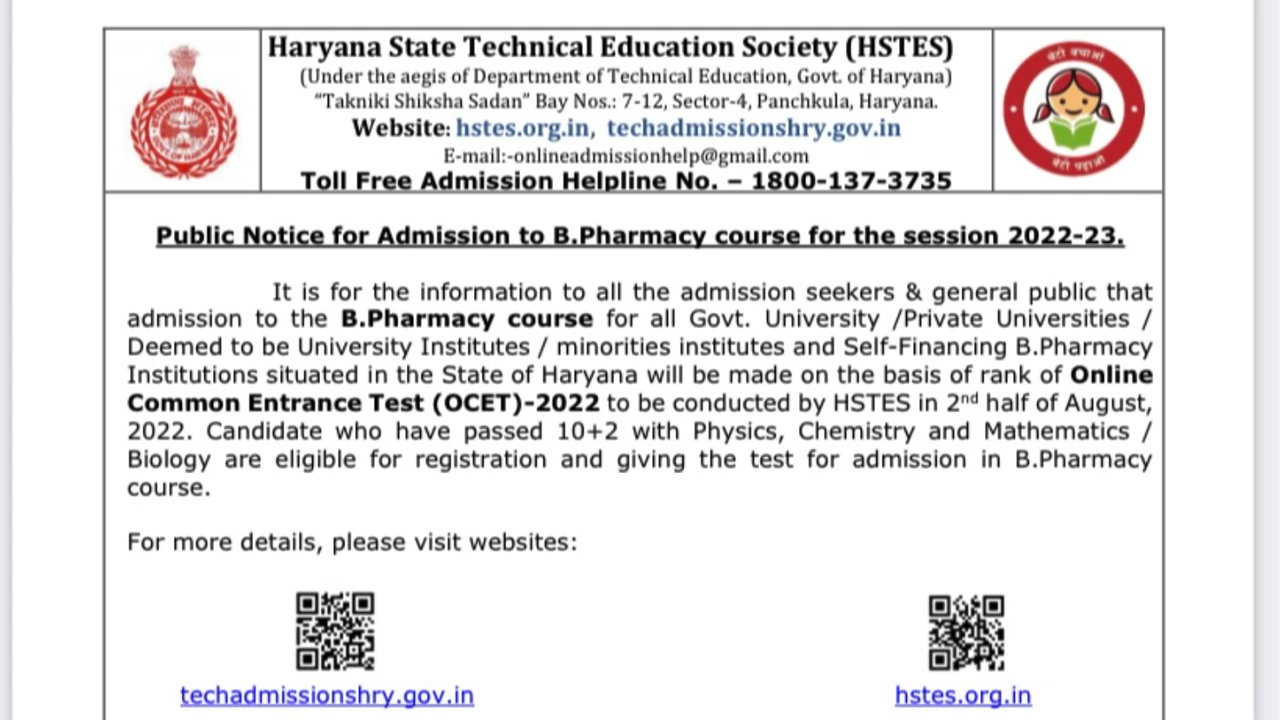 Haryana State Technical Education Society (HSTES)
(Under the aegis of Department of Technical Education, Govt. of Haryana)
“Takniki Shiksha Sadan” Bay Nos.: 7-12, Sector-4, Panchkula, Haryana.
Website: hstes.org.in, techadmissionshry.gov.in
E-mail:-onlineadmissionhelp@gmail.com
Toll Free Admission Helpline No. – 1800-137-3735
बेटी बचाओ
बेटी पढ़ाओ
Public Notice for Admission to B.Pharmacy course for the session 2022-23.
It is for the information to all the admission seekers & general public that
admission to the B.Pharmacy course for all Govt. University /Private Universities /
Deemed to be University Institutes / minorities institutes and Self-Financing B.Pharmacy
Institutions situated in the State of Haryana will be made on the basis of rank of Online
Common Entrance Test (OCET)-2022 to be conducted by HSTES in 2nd half of August,
2022. Candidate who have passed 10+2 with Physics, Chemistry and Mathematics /
Biology are eligible for registration and giving the test for admission in B.Pharmacy
course.
For more details, please visit websites:
techadmissionshry.gov.in
hstes.org.in